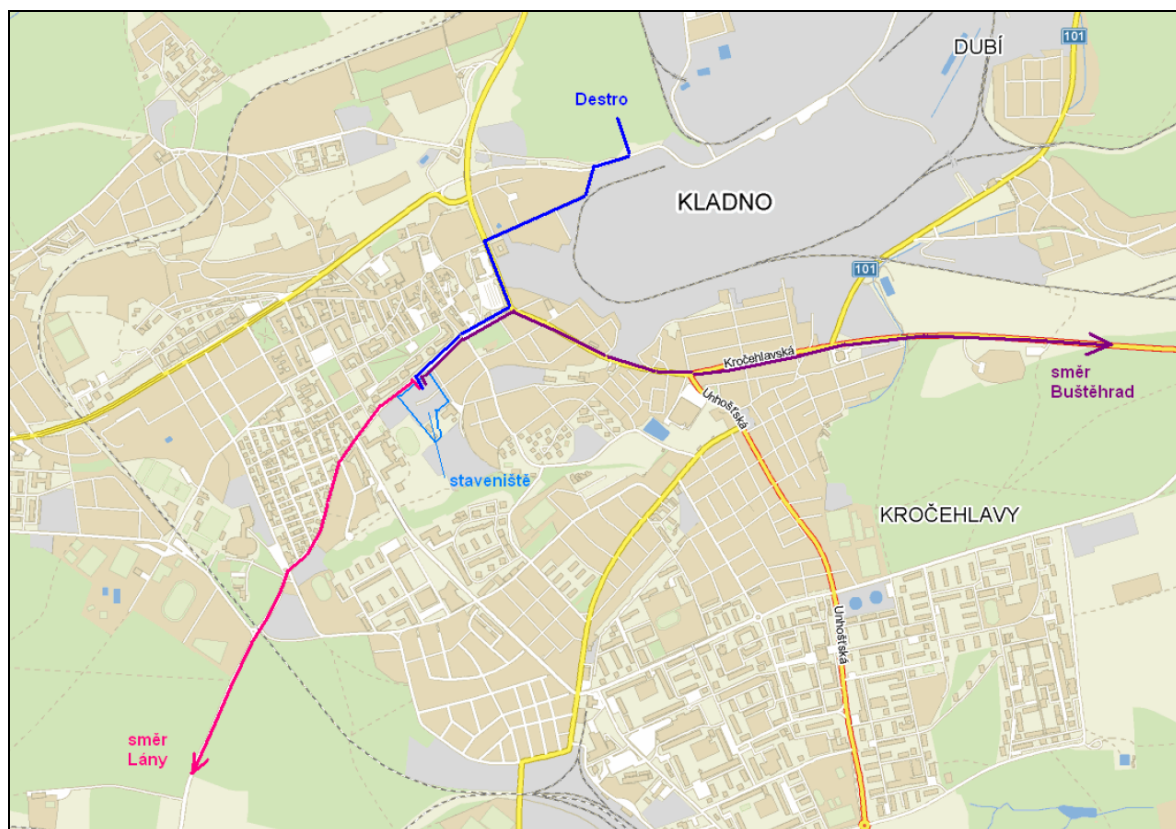 DUBÍ
101
Destro
KLADNO
101
Kročehlavská
směr
Buštěhrad
Unhošťská
staveniště
KROČEHLAVY
Unhošťská
směr
Lány